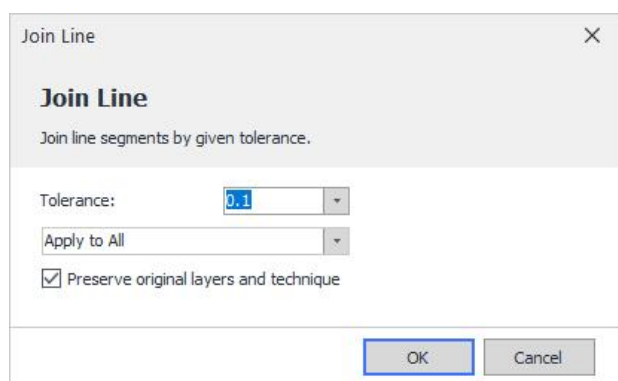 Join Line
Join Line
Join line segments by given tolerance.
Tolerance: 0.1
Apply to All
Preserve original layers and technique
OK Cancel